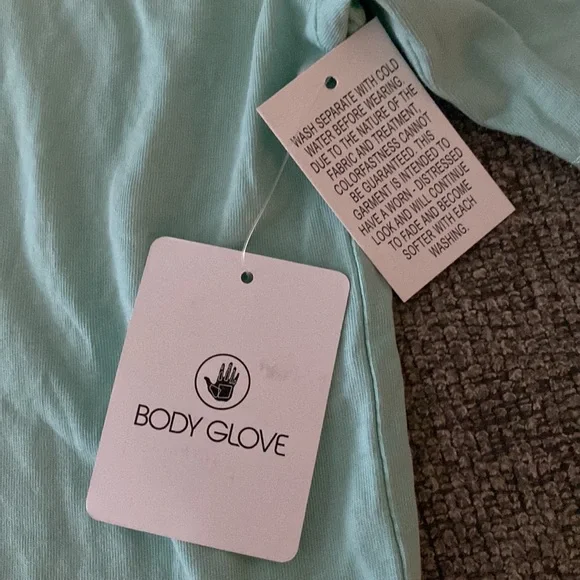 WASH SEPARATE WITH COLD
WATER BEFORE WEARING
DUE TO THE NATURE OF THE
FABRIC AND TREATMENT.
COLORFASTNESS CANNOT
BE GUARANTEED. THIS
GARMENT IS INTENDED TO
HAVE A WORN - DISTRESSED
LOOK AND WILL CONTINUE
TO FADE AND BECOME
SOFTER WITH EACH
WASHING.
BODY GLOVE